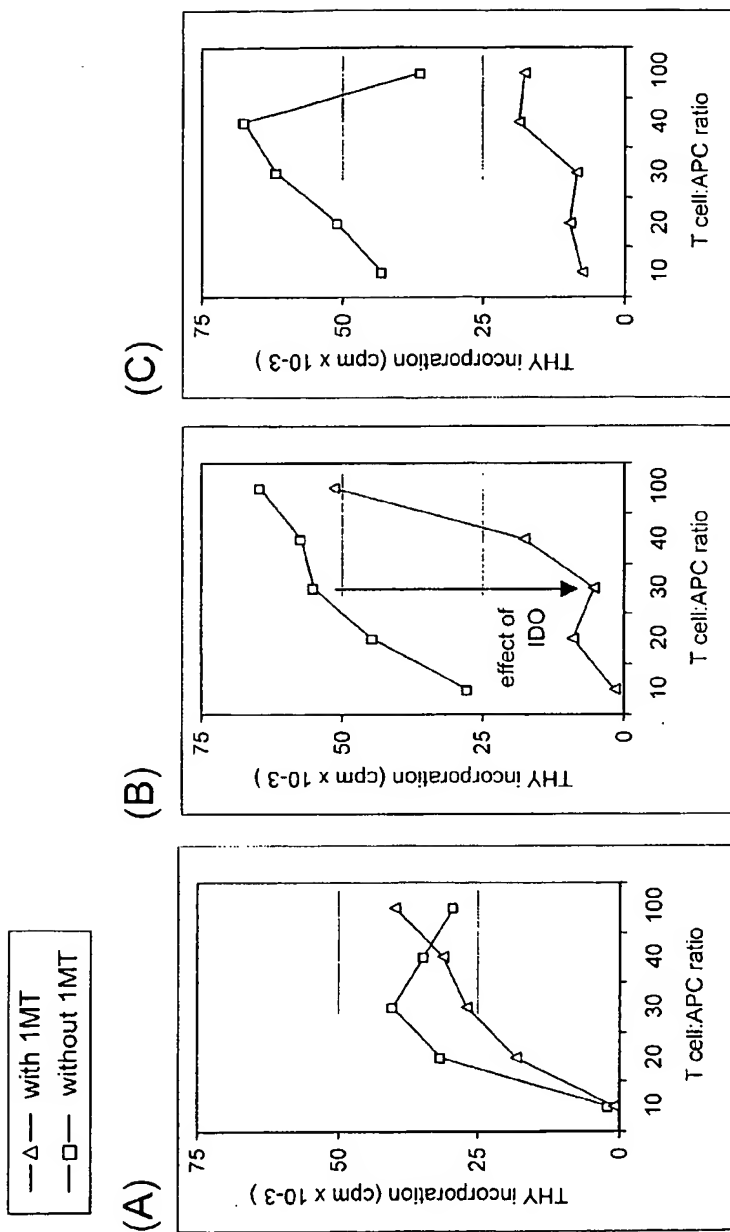 with 1MT
without 1MT
(A)
75
50
25
0
THY incorporation (cpm x 10-3 )
10 20 30 40 100
T cell:APC ratio
(B)
75
50
25
0
THY incorporation (cpm x 10-3 )
effect of
IDO
10 20 30 40 100
T cell:APC ratio
(C)
75
50
25
0
THY incorporation (cpm x 10-3 )
10 20 30 40 100
T cell:APC ratio